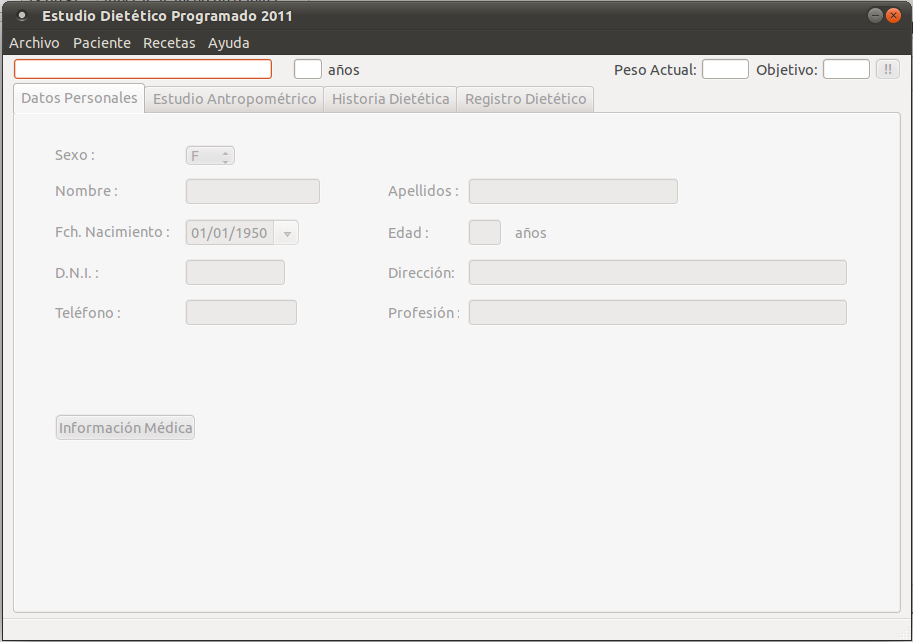 Estudio Dietético Programado 2011
Archivo Paciente Recetas Ayuda
años Peso Actual: Objetivo: !!
Datos Personales Estudio Antropométrico Historia Dietética Registro Dietético
Sexo : F
Nombre : Apellidos :
Fch. Nacimiento : 01/01/1950 Edad : años
D.N.I. : Dirección:
Teléfono : Profesión :
Información Médica